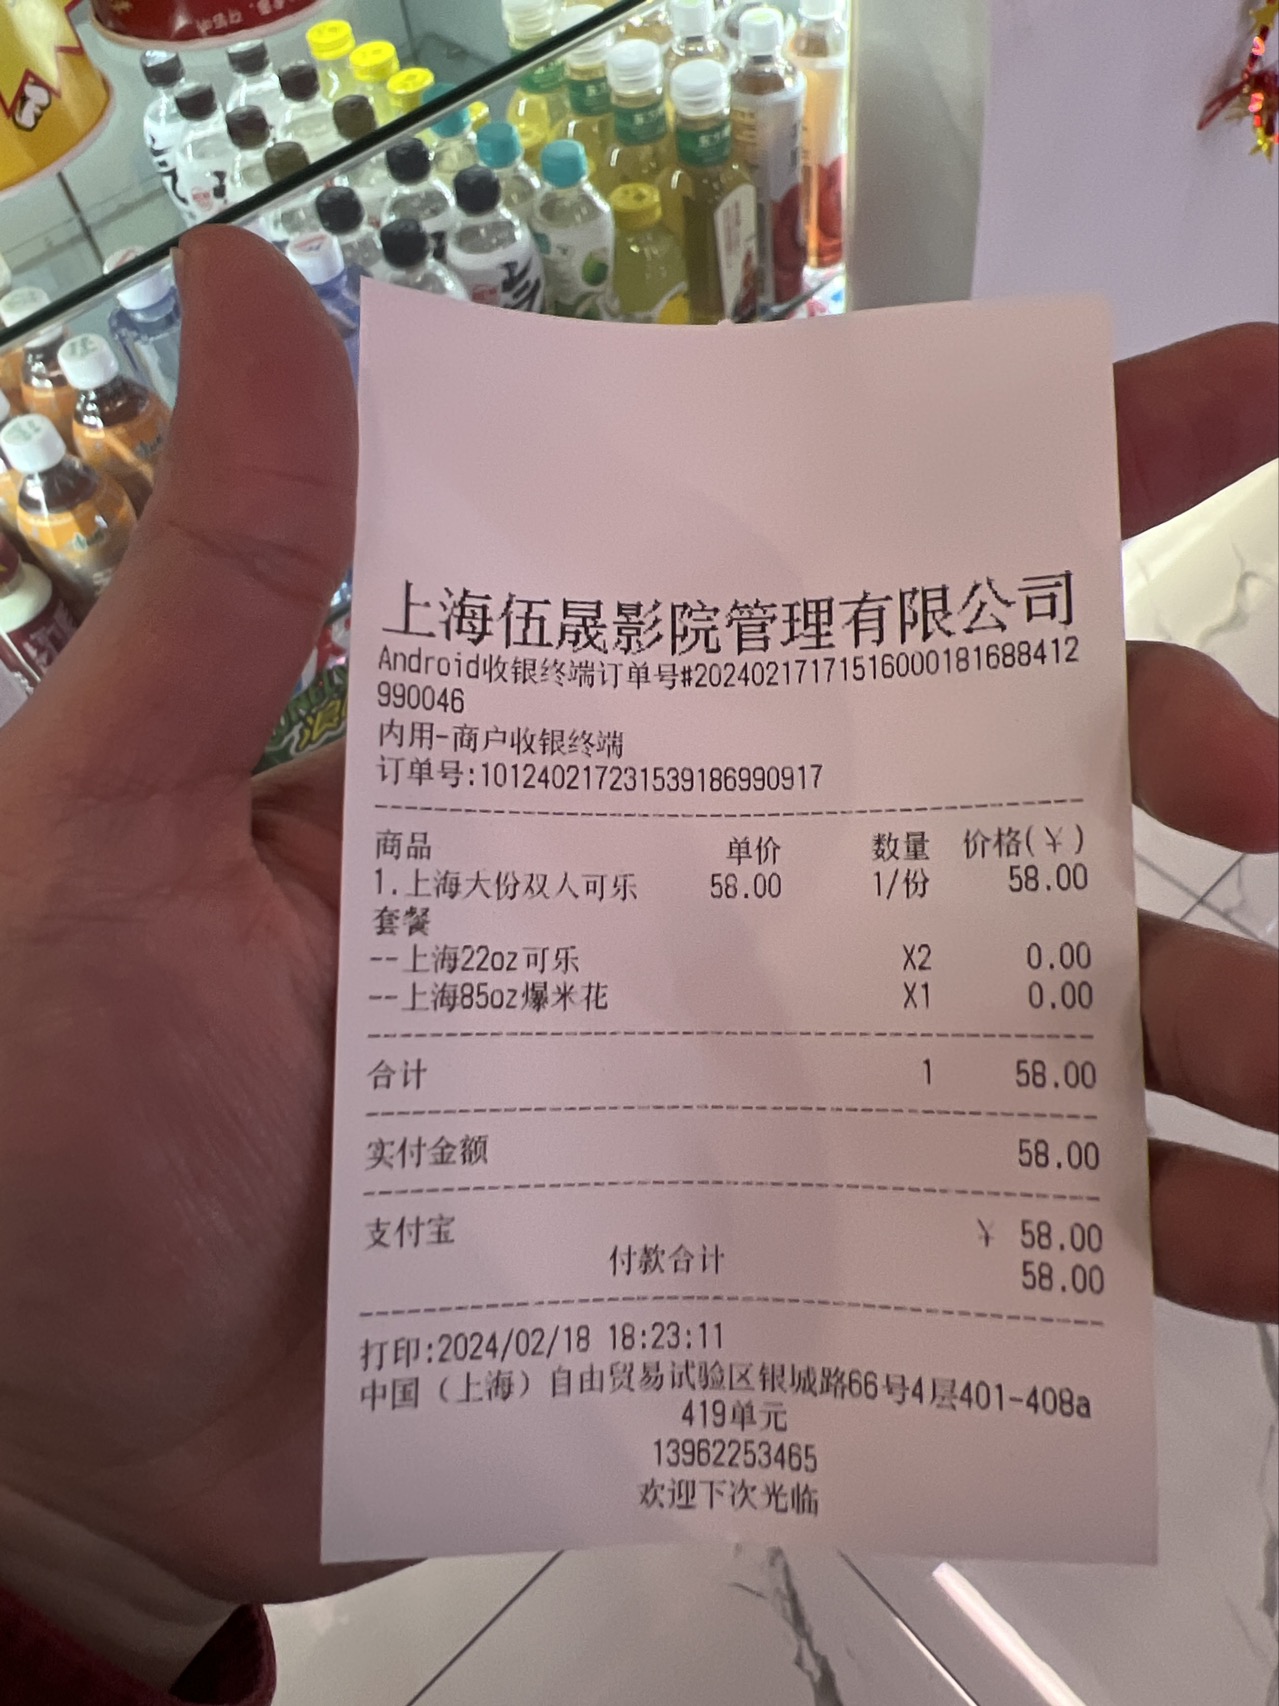 上海伍晟影院管理有限公司
Android收银终端订单号#20240217171516000181688412
990046
内用-商户收银终端
订单号:101240217231539186990917
商品 单价 数量 价格(¥)
1.上海大份双人可乐 58.00 1/份 58.00
套餐
--上海22oz可乐 X2 0.00
--上海85oz爆米花 X1 0.00
合计 1 58.00
实付金额 58.00
支付宝 ¥ 58.00
付款合计 58.00
打印:2024/02/18 18:23:11
中国（上海）自由贸易试验区银城路66号4层401-408a
419单元
13962253465
欢迎下次光临